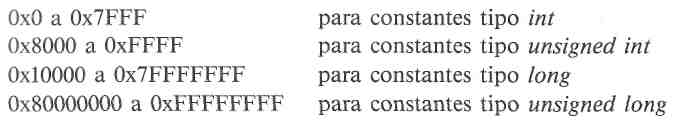 0x0 a 0x7FFF para constantes tipo int
0x8000 a 0xFFFF para constantes tipo unsigned int
0x10000 a 0x7FFFFFFF para constantes tipo long
0x80000000 a 0xFFFFFFFF para constantes tipo unsigned long